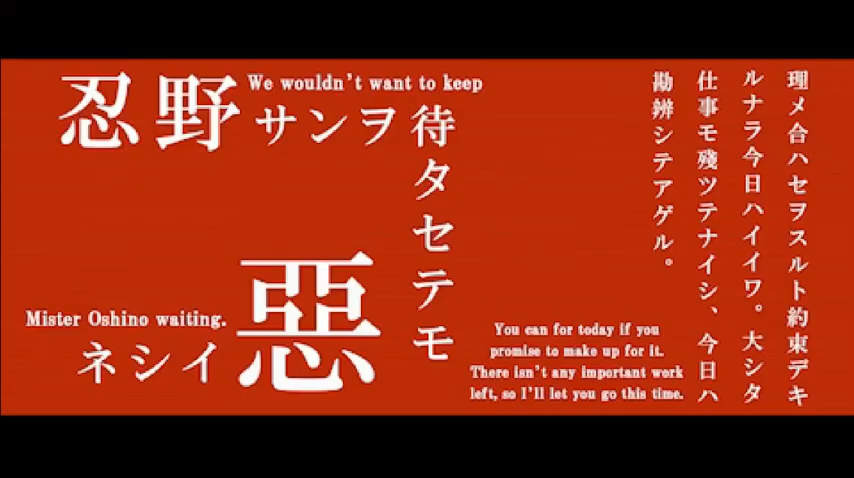 理メ合ハセヲスルト約束デキ
ルナラ今日ハイイワ。大シタ
仕事モ殘ツテナイシ、今日ハ
勘辨シテアゲル。
You can for today if you
promise to make up for it.
There isn't any important work
left, so I'll let you go this time.
忍野サンヲ
待タセテモ
惡イシネ
We wouldn't want to keep
Mister Oshino waiting.